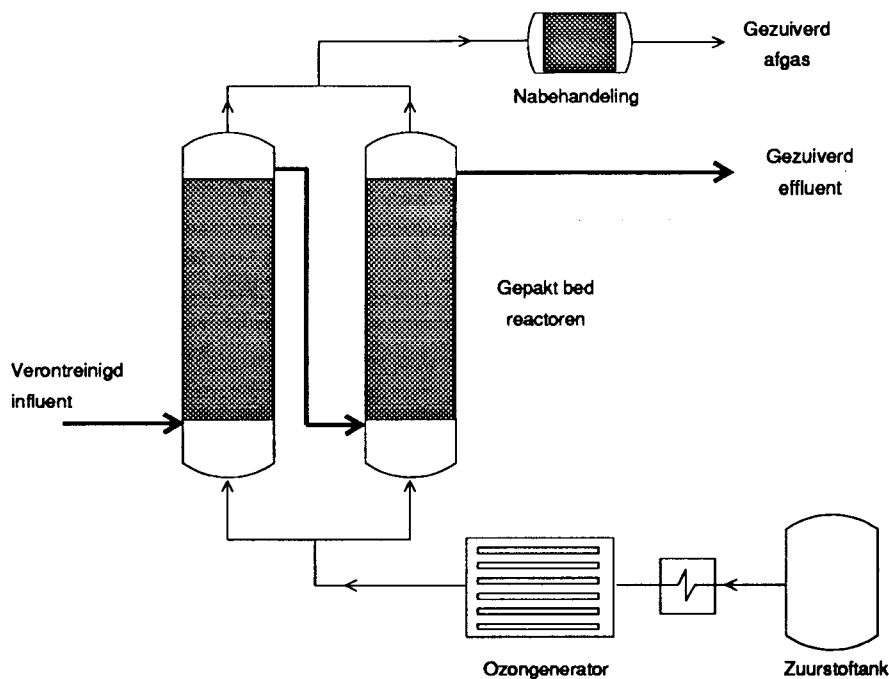 Gezuiverd
afgas
Nabehandeling
Gezuiverd
effluent
Gepakt bed
reactoren
Verontreinigd
influent
Ozongenerator
Zuurstoftank